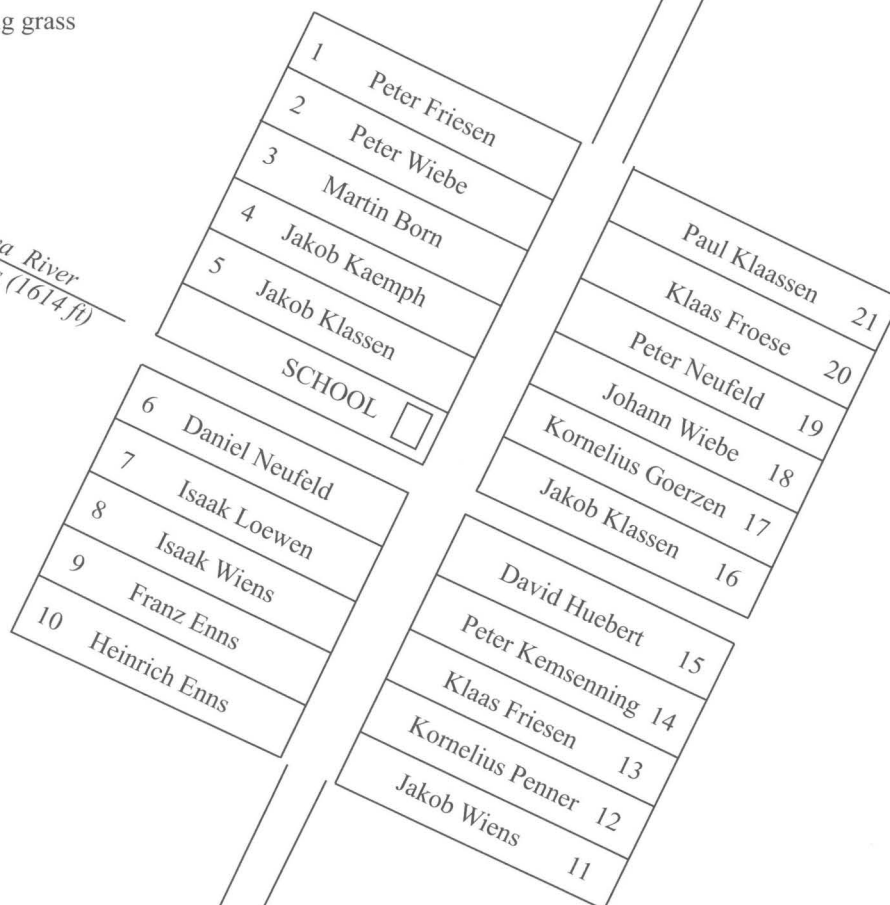 grass
1 Peter Friesen
2 Peter Wiebe
3 Martin Born
4 Jakob Kaemph
5 Jakob Klassen
SCHOOL
River
(1614 ft)
6 Daniel Neufeld
7 Isaak Loewen
8 Isaak Wiens
9 Franz Enns
10 Heinrich Enns
Paul Klaassen 21
Klaas Froese 20
Peter Neufeld 19
Johann Wiebe 18
Kornelius Goerzen 17
Jakob Klassen 16
David Huebert 15
Peter Kemsenning 14
Klaas Friesen 13
Kornelius Penner 12
Jakob Wiens 11